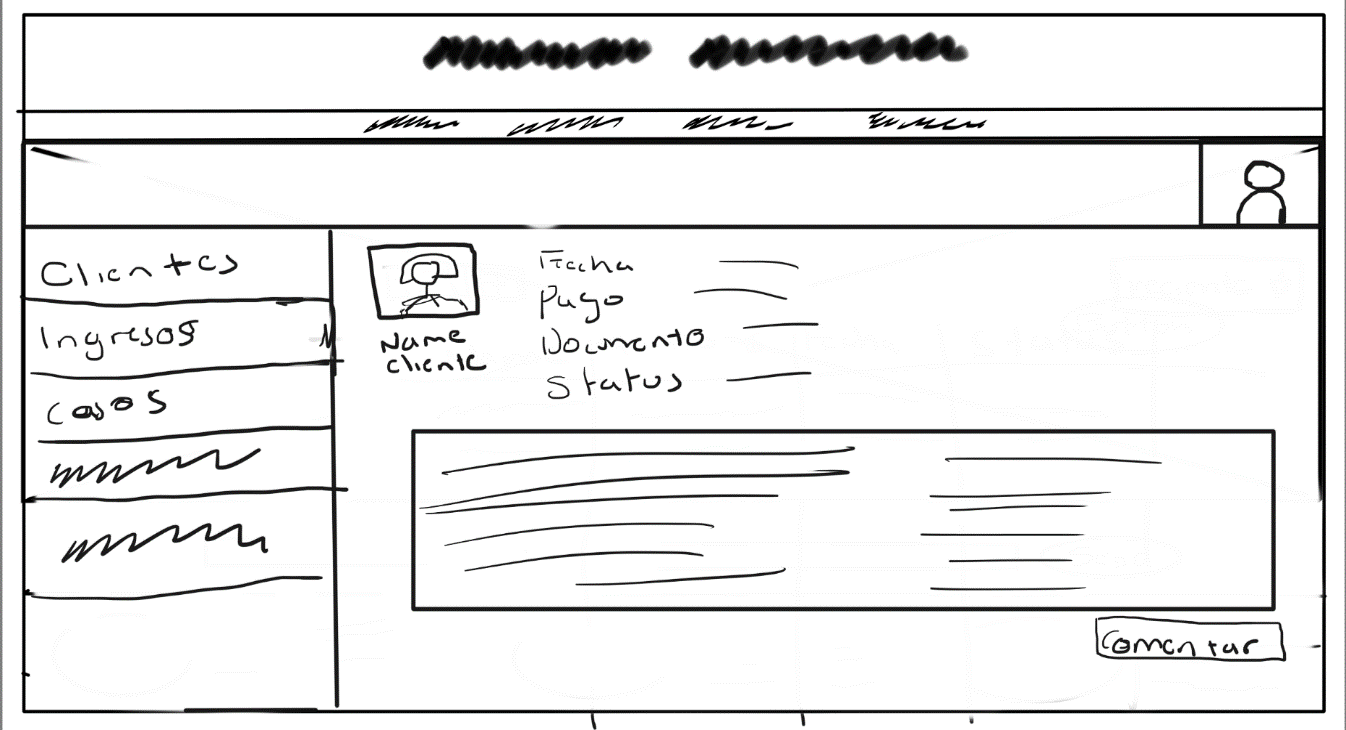 Clientes
Ingresos
Casos
Name
cliente
Fecha
Pago
Documento
Status
Comentar